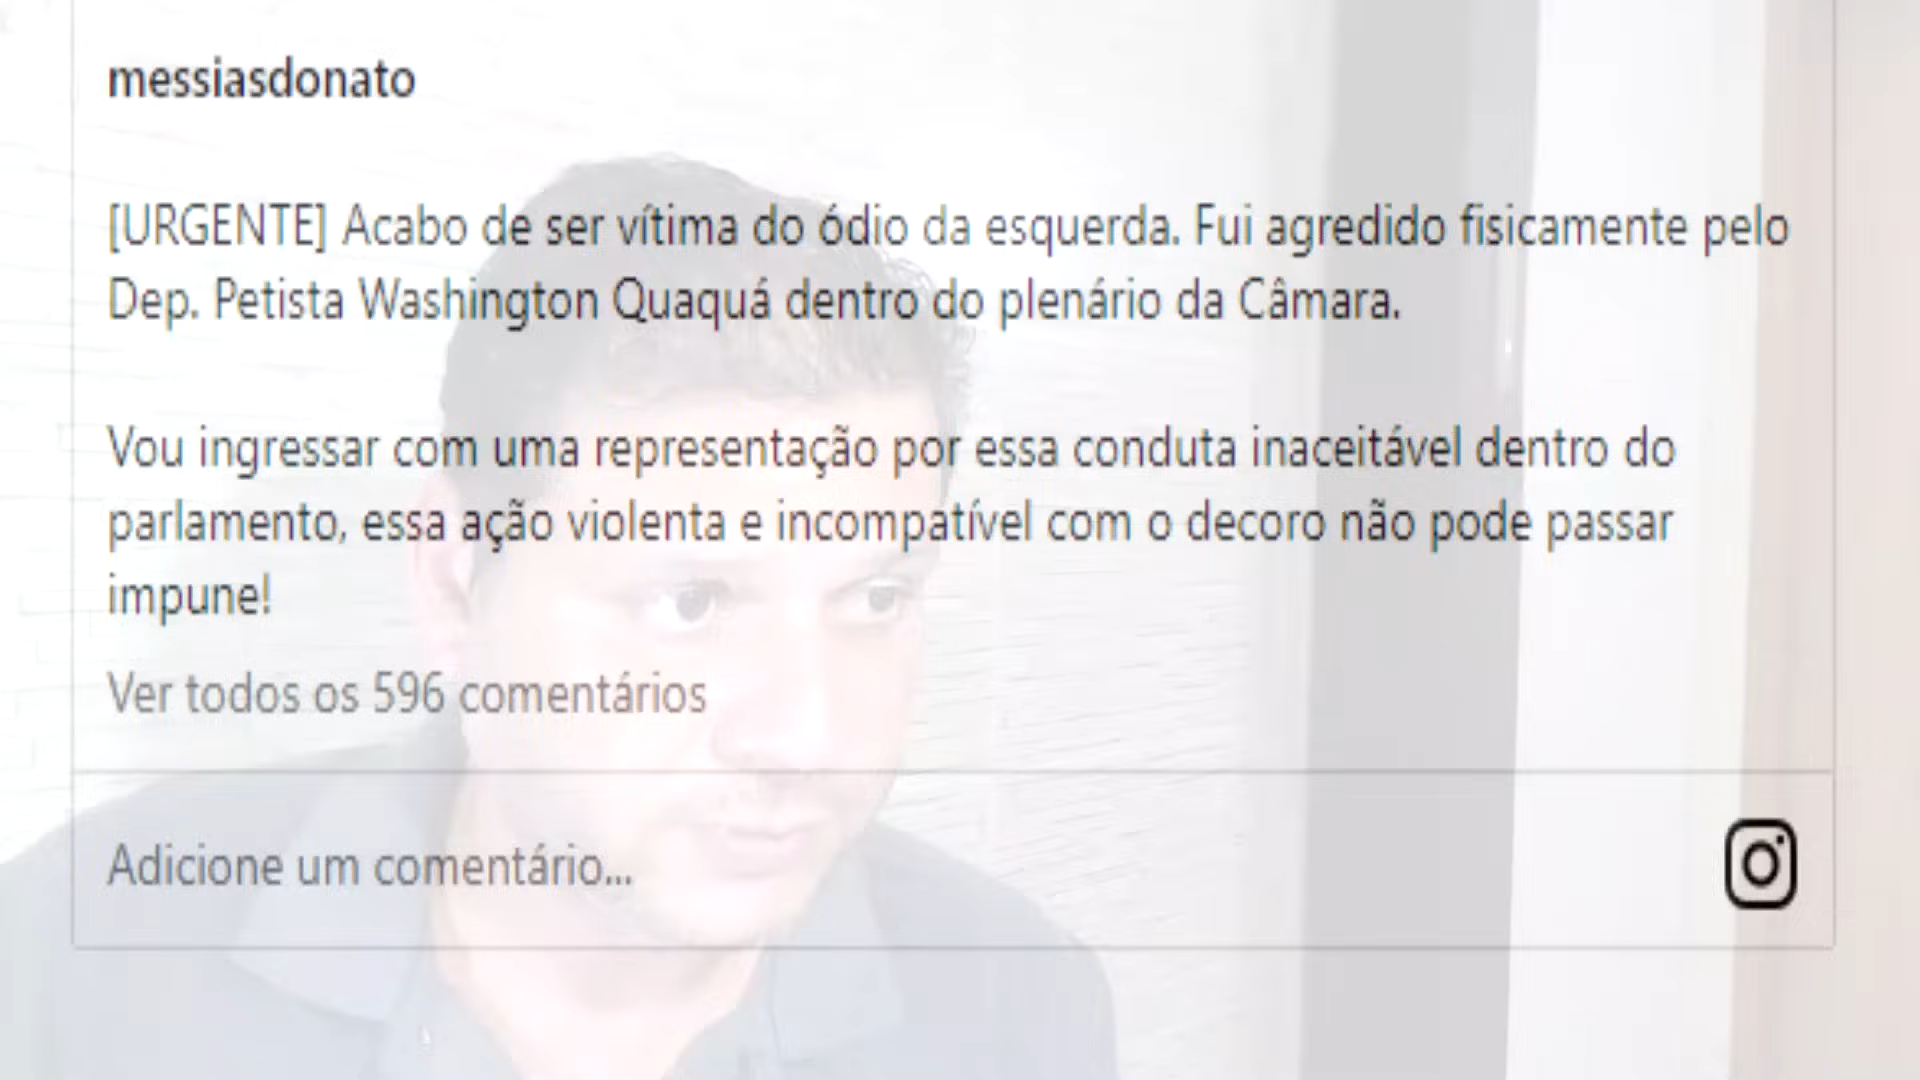 messiasdonato
[URGENTE] Acabo de ser vítima do ódio da esquerda. Fui agredido fisicamente pelo
Dep. Petista Washington Quaquá dentro do plenário da Câmara.
Vou ingressar com uma representação por essa conduta inaceitável dentro do
parlamento, essa ação violenta e incompatível com o decoro não pode passar
impune!
Ver todos os 596 comentários
Adicione um comentário...